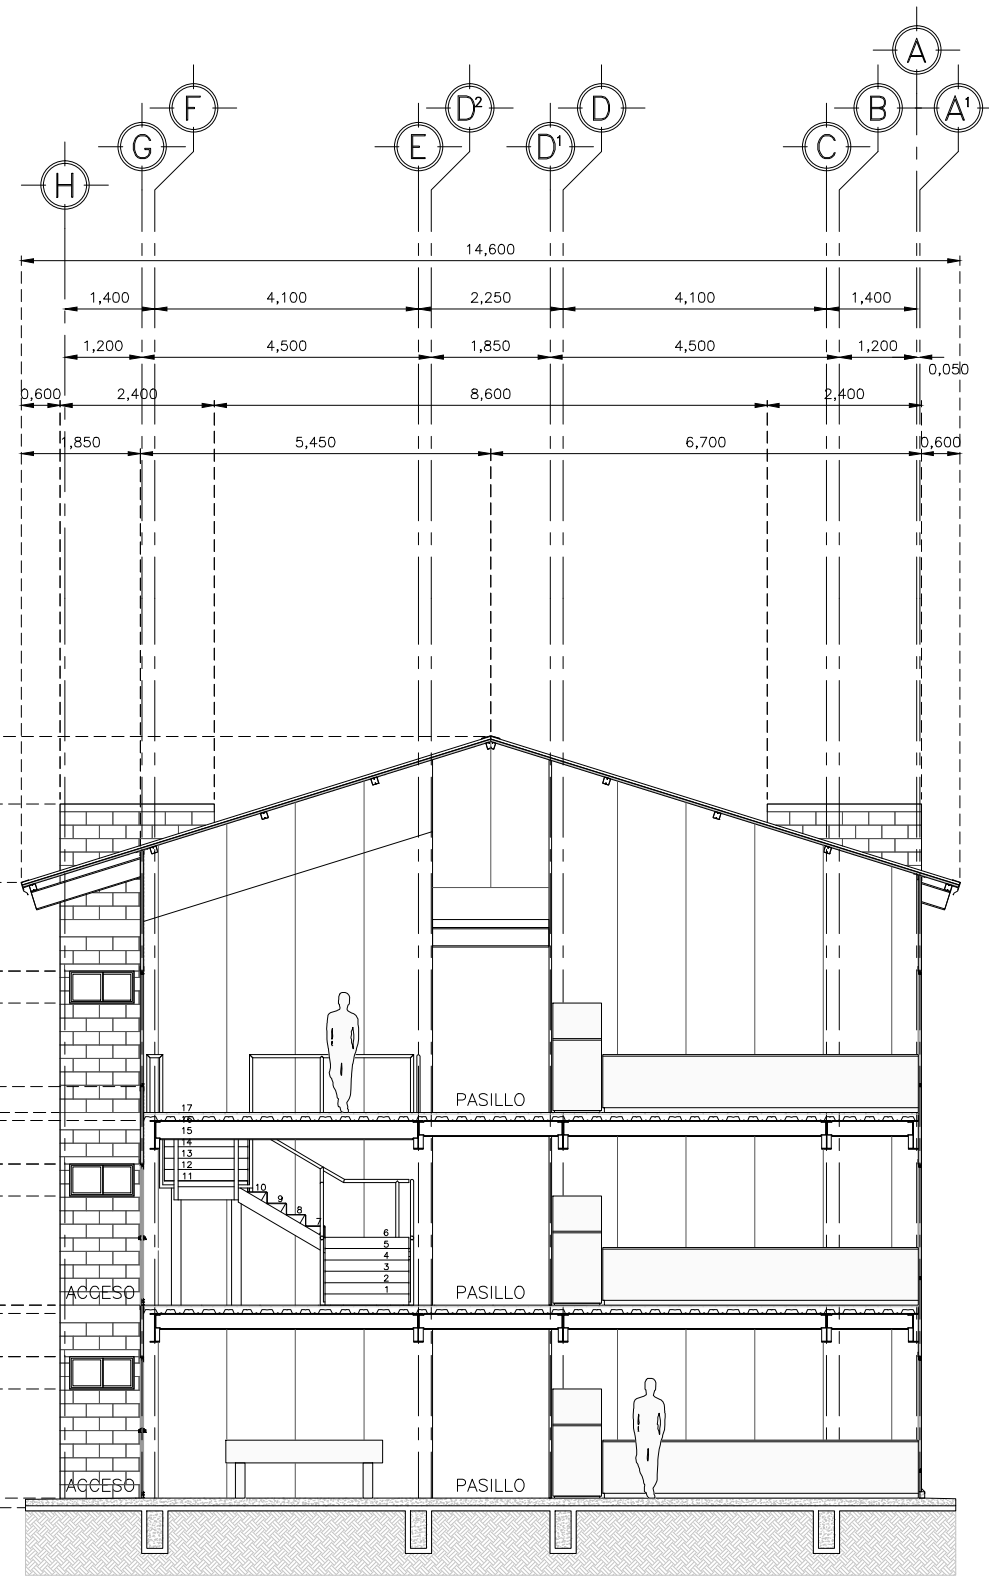 A
F D² D B A¹
G E D¹ C
H
14,600
1,400 4,100 2,250 4,100 1,400
1,200 4,500 1,850 4,500 1,200
0,050
0,600 2,400 8,600 2,400
1,850 5,450 6,700 0,600
PASILLO
17
16
15
14
13
12
11
10
9
8
7
6
5
4
3
2
1
ACCESO PASILLO
ACCESO PASILLO